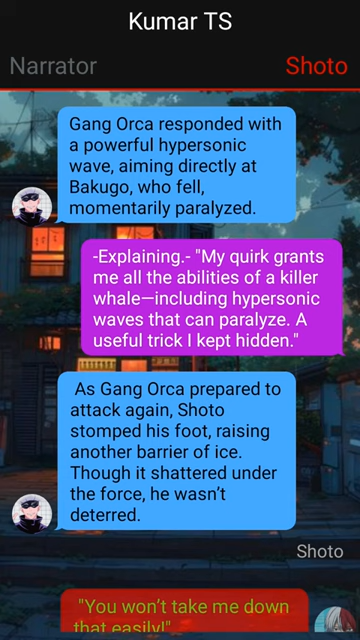 Kumar TS
Narrator
Shoto
Gang Orca responded with
a powerful hypersonic
wave, aiming directly at
Bakugo, who fell,
momentarily paralyzed.
-Explaining.- "My quirk grants
me all the abilities of a killer
whale—including hypersonic
waves that can paralyze. A
useful trick I kept hidden."
As Gang Orca prepared to
attack again, Shoto
stomped his foot, raising
another barrier of ice.
Though it shattered under
the force, he wasn't
deterred.
Shoto
"You won't take me down
that easily!"